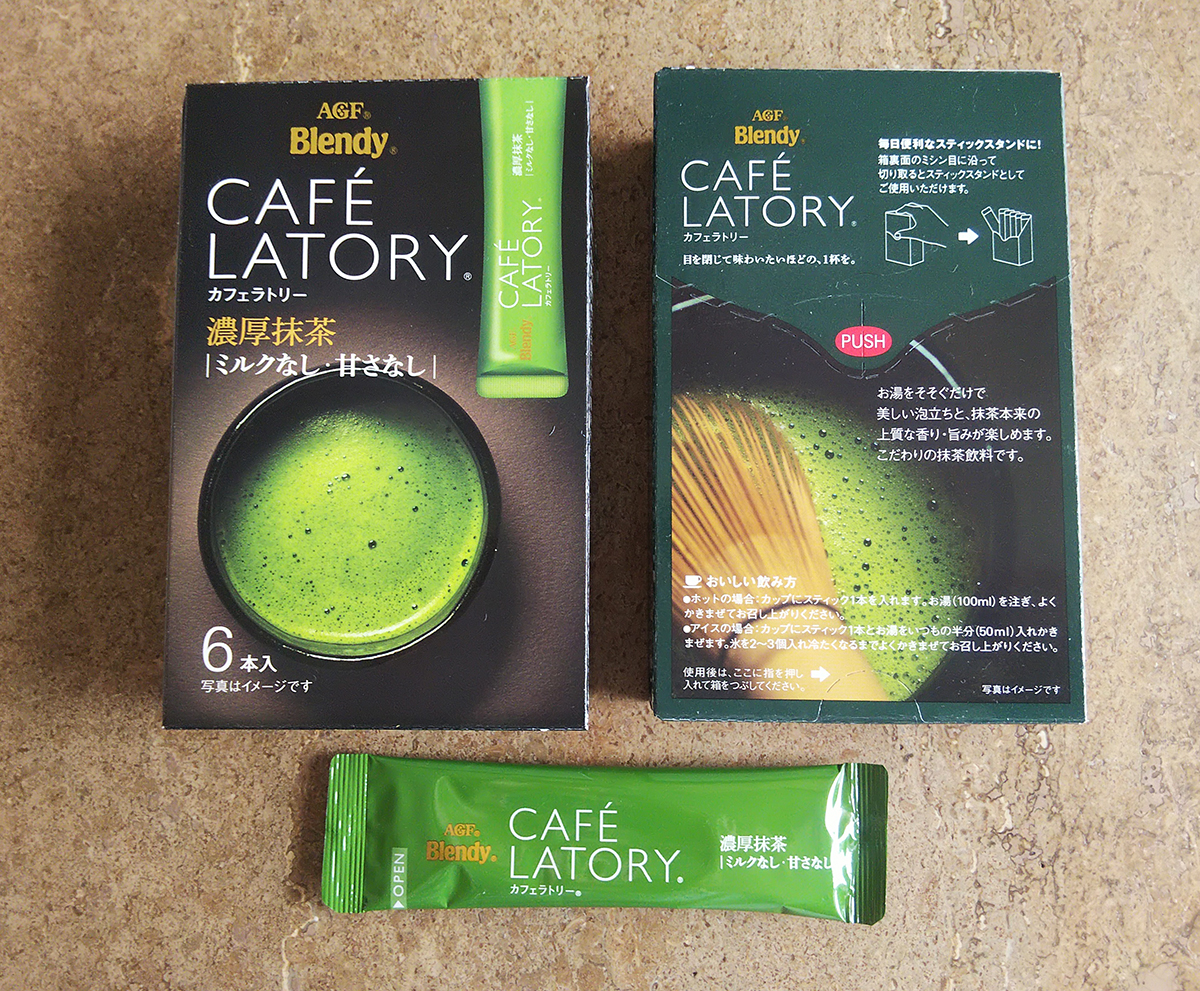 AGF®
Blendy®
CAFÉ
LATORY®
カフェラトリー
濃厚抹茶
|ミルクなし・甘さなし|
6本入
写真はイメージです
濃厚抹茶
|ミルクなし・甘さなし|
CAFÉ
LATORY.
カフェラトリー
AGF
Blendy
AGF®
Blendy®
CAFÉ
LATORY®
カフェラトリー
目を閉じて味わいたいほどの、1杯を。
毎日便利なスティックスタンドに!
箱裏面のミシン目に沿って
切り取るとスティックスタンドとして
ご使用いただけます。
PUSH
お湯をそそぐだけで
美しい泡立ちと、抹茶本来の
上質な香り・旨みが楽しめます。
こだわりの抹茶飲料です。
おいしい飲み方
●ホットの場合:カップにスティック1本を入れます。お湯(100ml)を注ぎ、よく
かきまぜてお召し上がりください。
●アイスの場合:カップにスティック1本とお湯をいつもの半分(50ml)入れかき
まぜます。氷を2~3個入れ冷たくなるまでよくかきまぜてお召し上がりください。
使用後は、ここに指を押し
入れて箱をつぶしてください。
写真はイメージです
OPEN
AGF®
Blendy®
CAFÉ
LATORY®
カフェラトリー®
濃厚抹茶
|ミルクなし・甘さなし